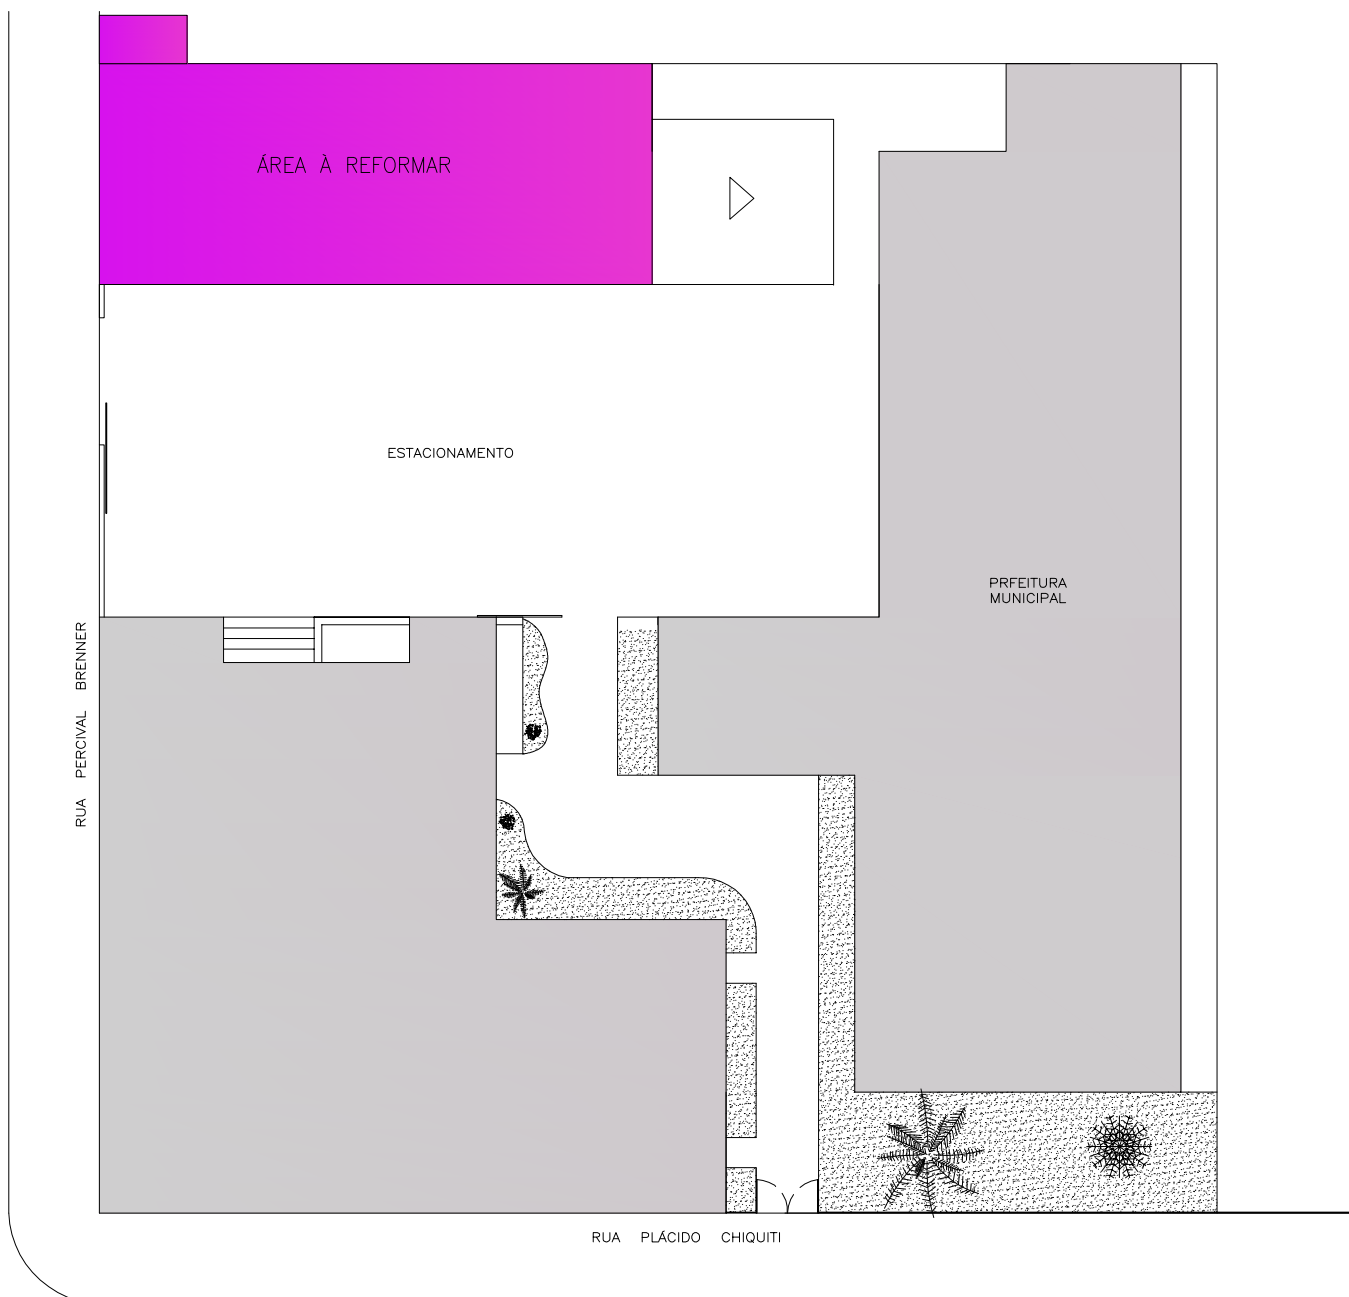 ÁREA À REFORMAR
ESTACIONAMENTO
PRFEITURA
MUNICIPAL
RUA PERCIVAL BRENNER
RUA PLÁCIDO CHIQUITI